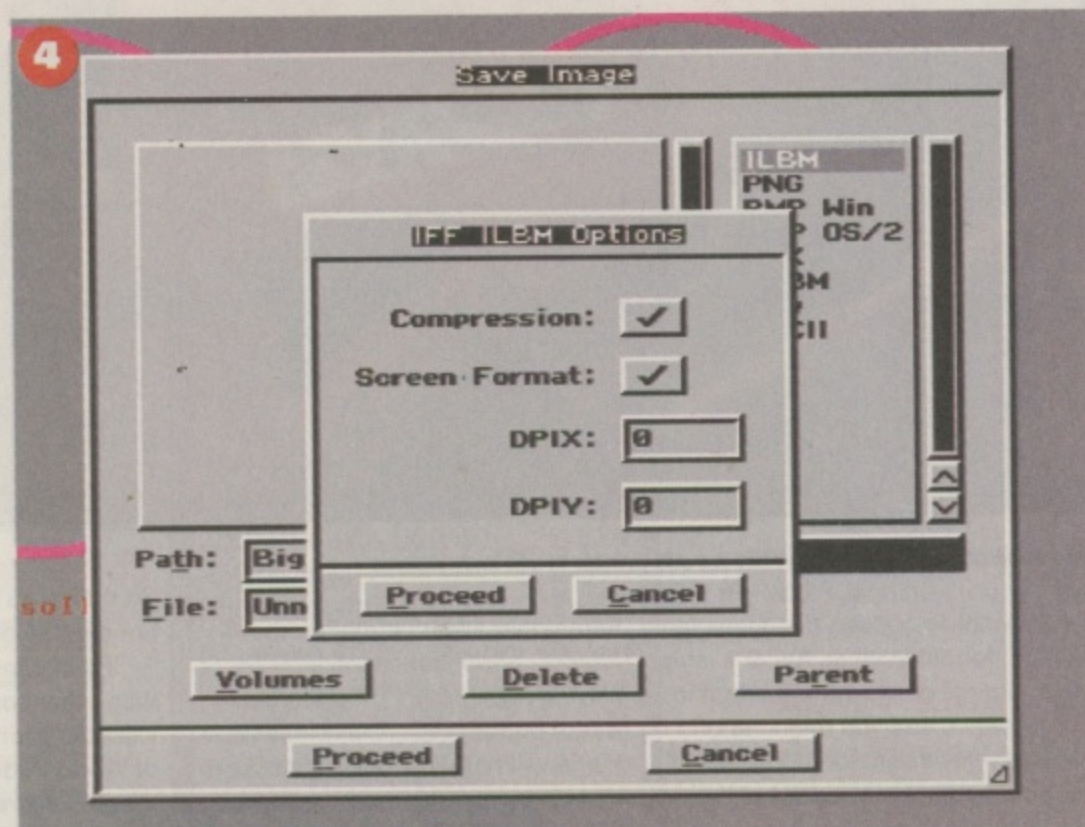 4
Save Image
ILBM
PNG
BMP Win
OS/2
IFF ILBM Options
Compression:
Screen Format:
DPIX: 0
DPIY: 0
Proceed Cancel
Path: Big
File: Unn
Volumes Delete Parent
Proceed Cancel